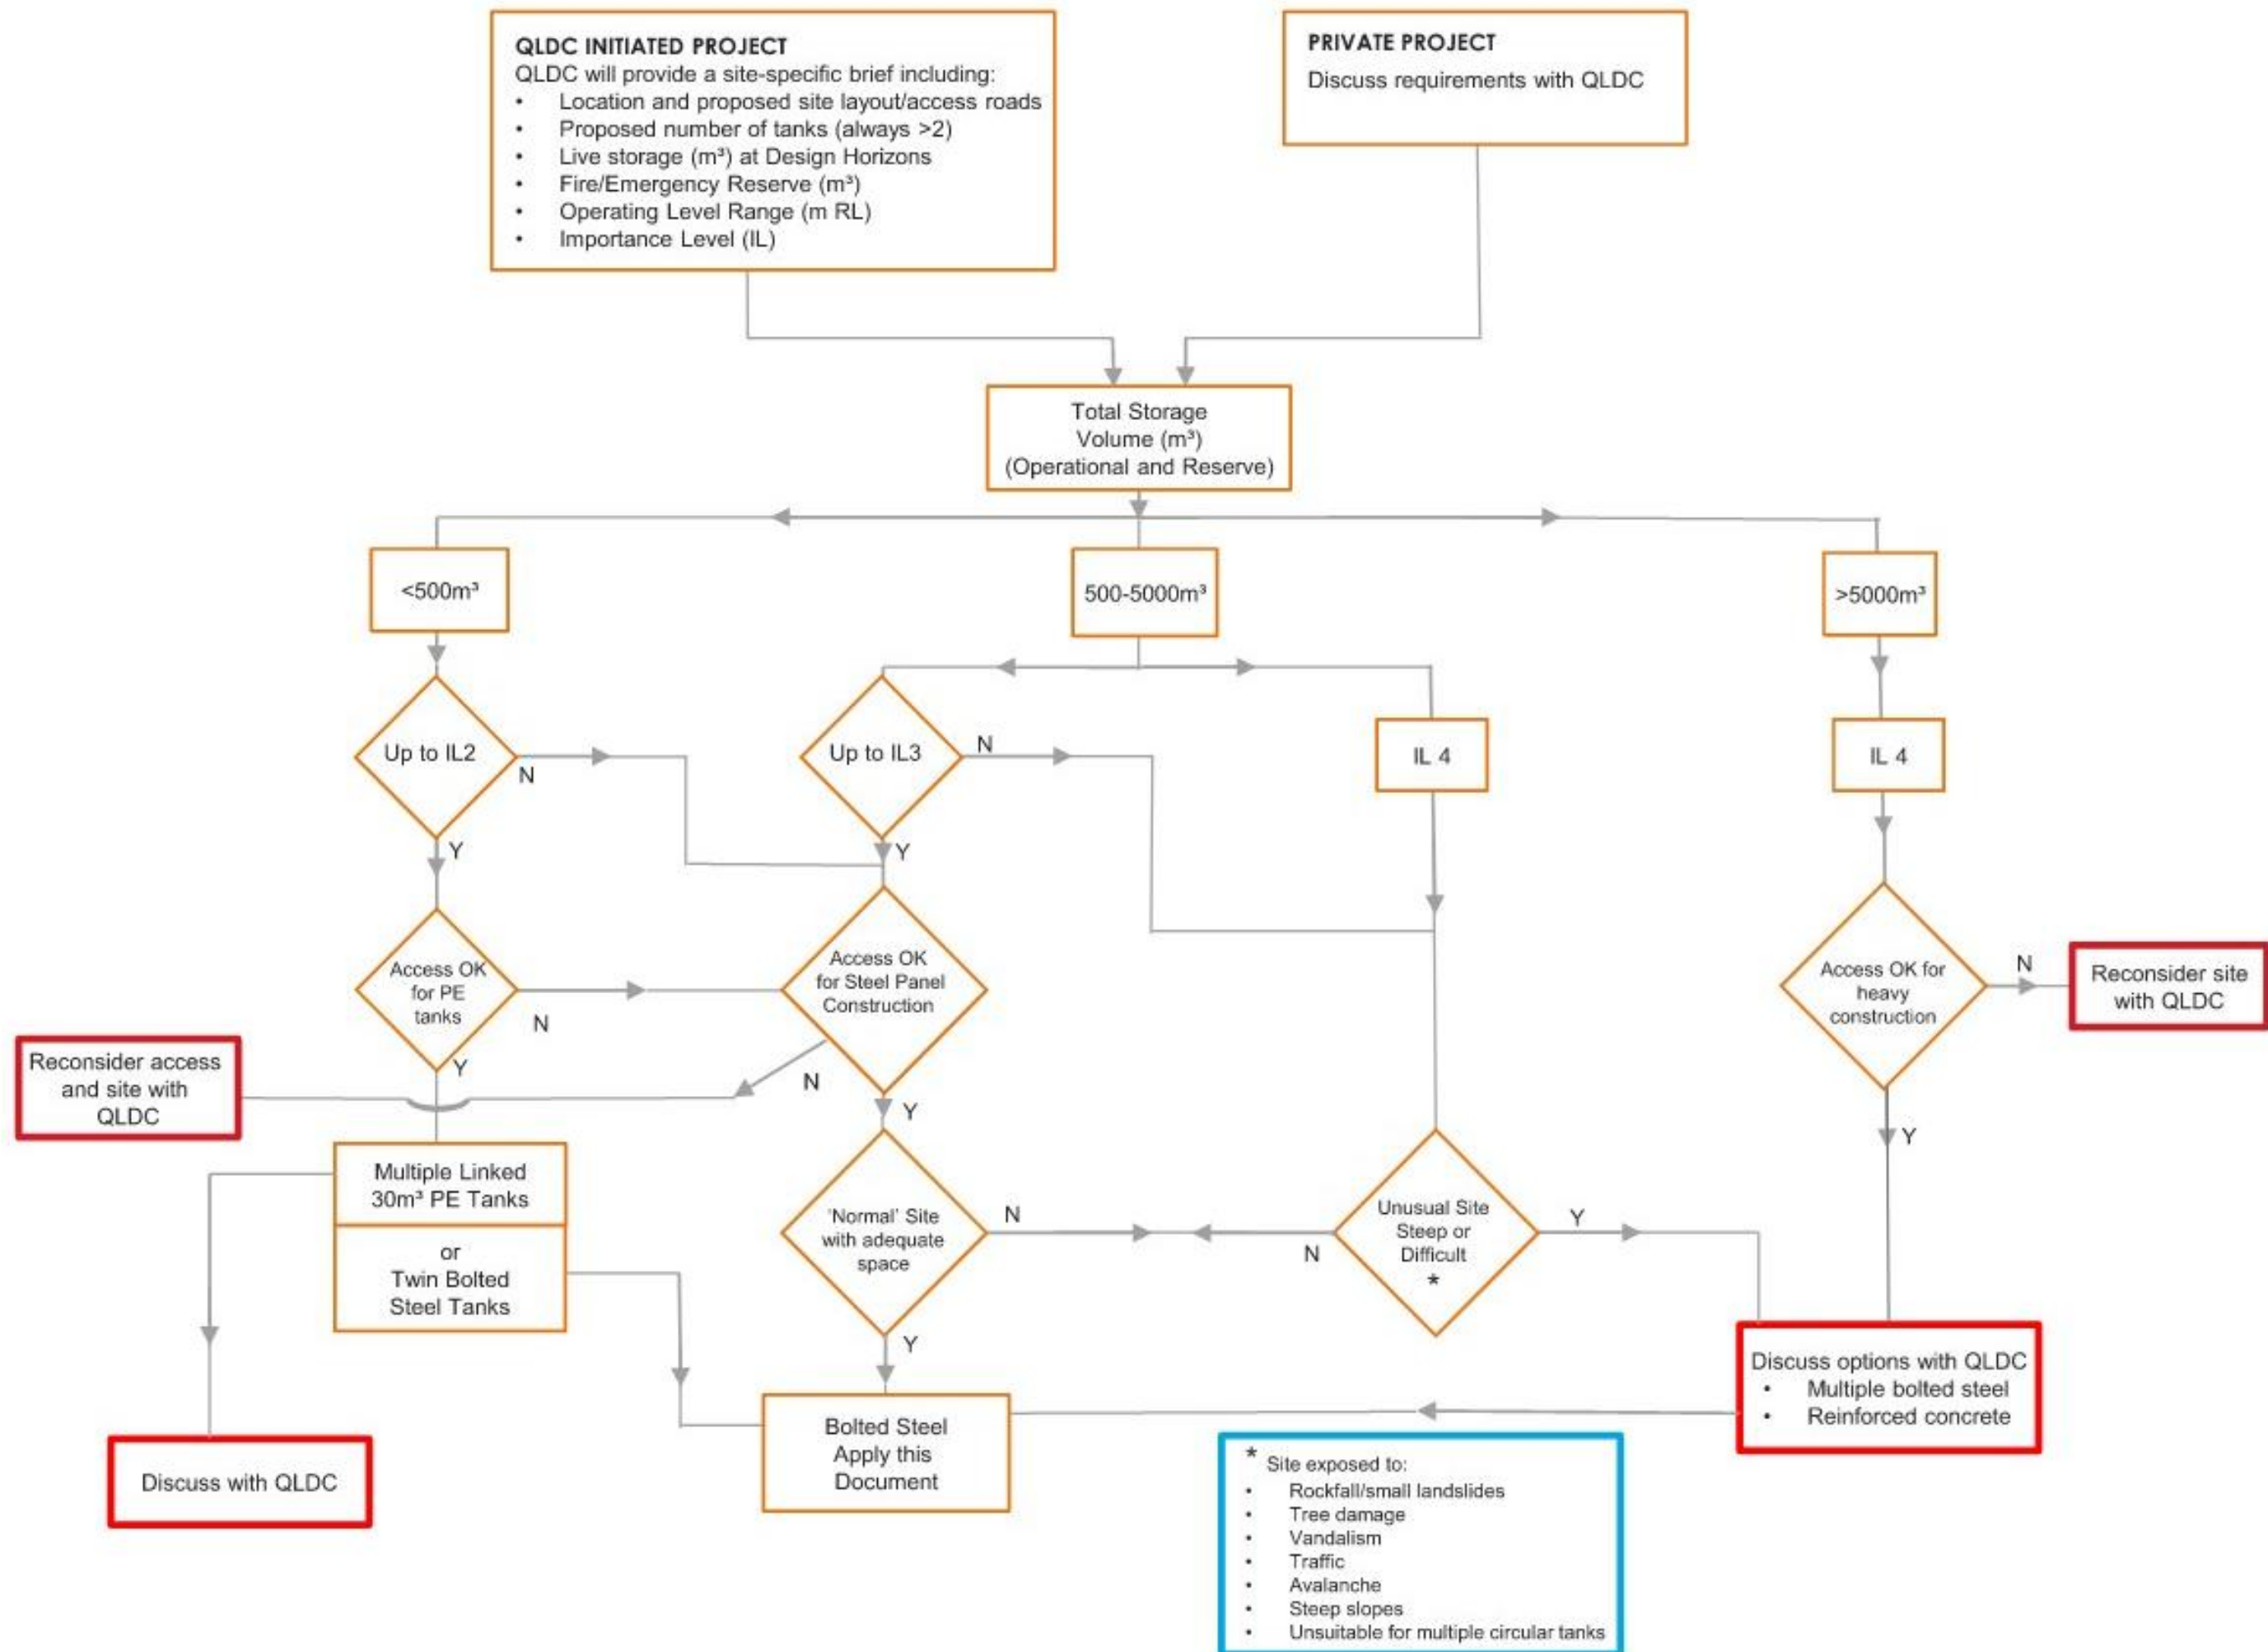 QLDC INITIATED PROJECT
QLDC will provide a site-specific brief including:
• Location and proposed site layout/access roads
• Proposed number of tanks (always >2)
• Live storage (m³) at Design Horizons
• Fire/Emergency Reserve (m³)
• Operating Level Range (m RL)
• Importance Level (IL)
PRIVATE PROJECT
Discuss requirements with QLDC
Total Storage
Volume (m³)
(Operational and Reserve)
<500m³
500-5000m³
>5000m³
Up to IL2
N
Y
Up to IL3
N
Y
IL 4
IL 4
Access OK
for PE
tanks
N
Y
Access OK
for Steel Panel
Construction
N
Y
Access OK for
heavy
construction
N
Y
Reconsider site
with QLDC
Reconsider access
and site with
QLDC
Multiple Linked
30m³ PE Tanks
or
Twin Bolted
Steel Tanks
'Normal' Site
with adequate
space
N
Y
Unusual Site
Steep or
Difficult
*
N
Y
Discuss options with QLDC
• Multiple bolted steel
• Reinforced concrete
Discuss with QLDC
Bolted Steel
Apply this
Document
* Site exposed to:
• Rockfall/small landslides
• Tree damage
• Vandalism
• Traffic
• Avalanche
• Steep slopes
• Unsuitable for multiple circular tanks